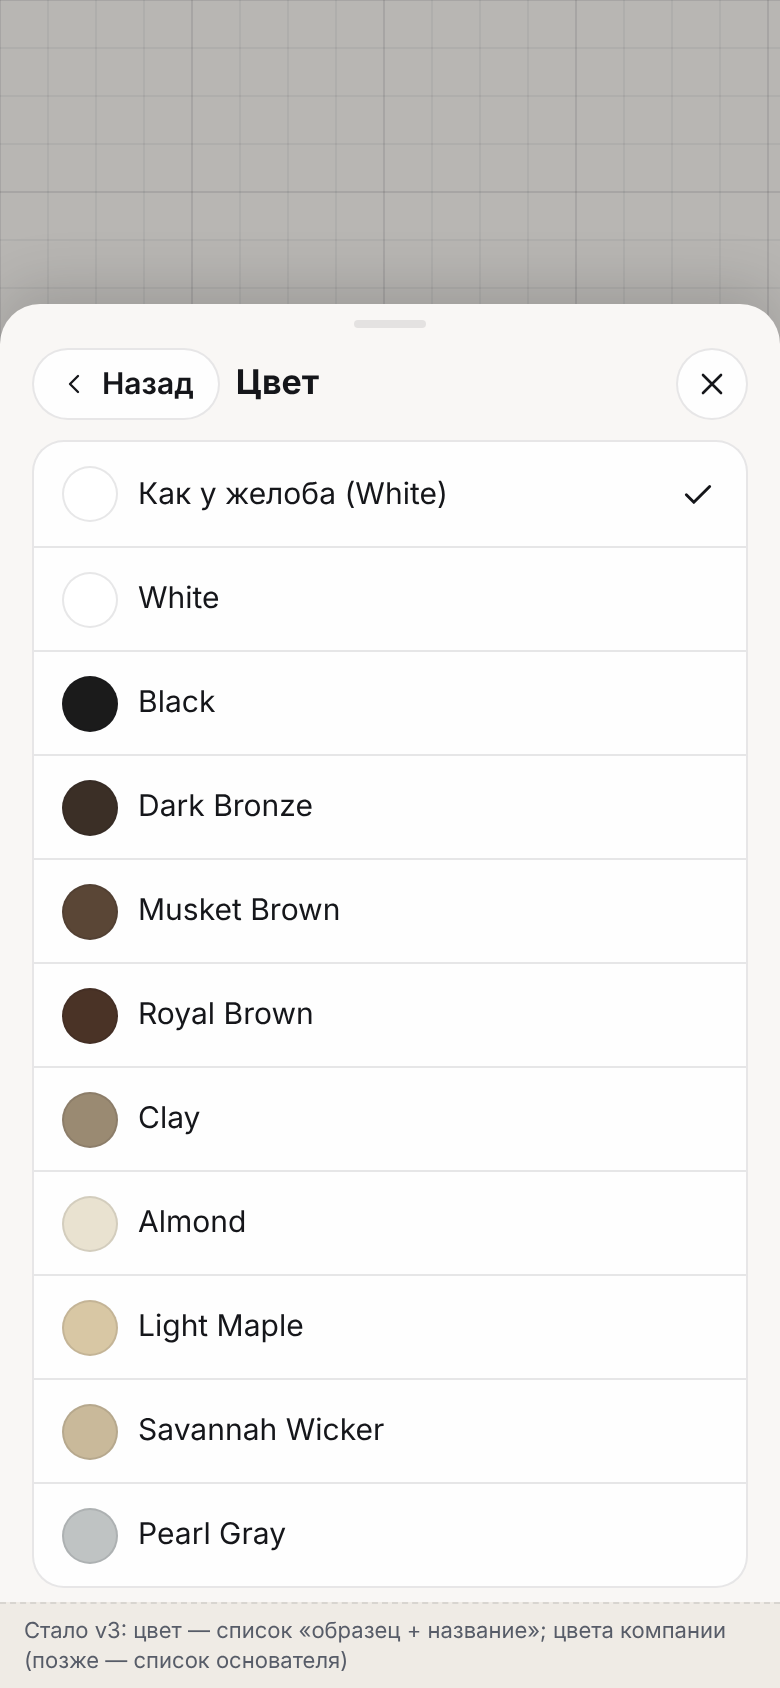 Назад Цвет
Как у желоба (White)
White
Black
Dark Bronze
Musket Brown
Royal Brown
Clay
Almond
Light Maple
Savannah Wicker
Pearl Gray
Стало v3: цвет — список «образец + название»; цвета компании
(позже — список основателя)